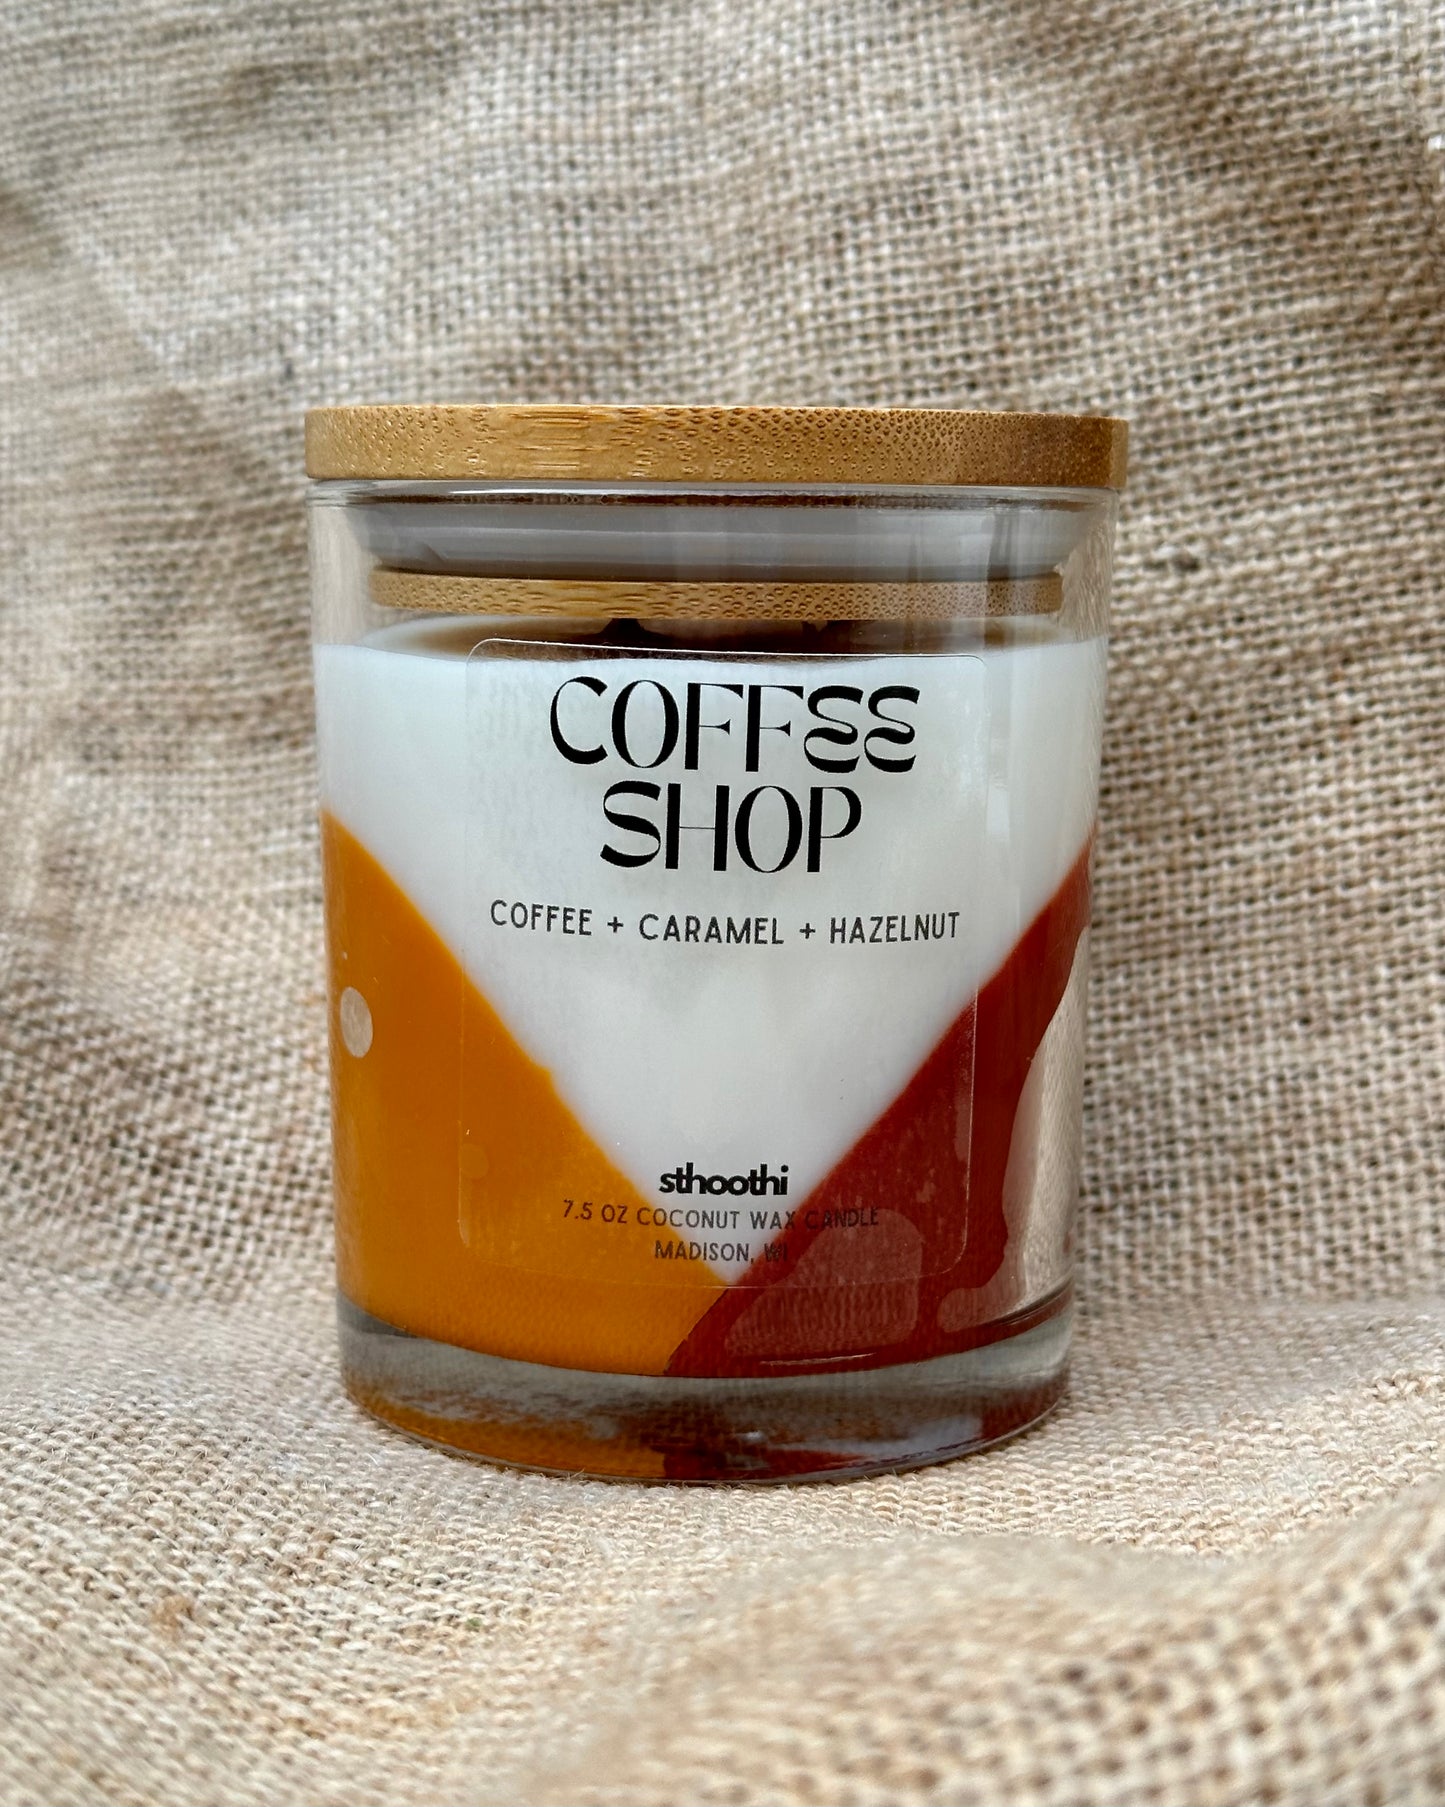 COFFEE
SHOP
COFFEE + CARAMEL + HAZELNUT
sthoothi
7.5 OZ COCONUT WAX CANDLE
MADISON, WI